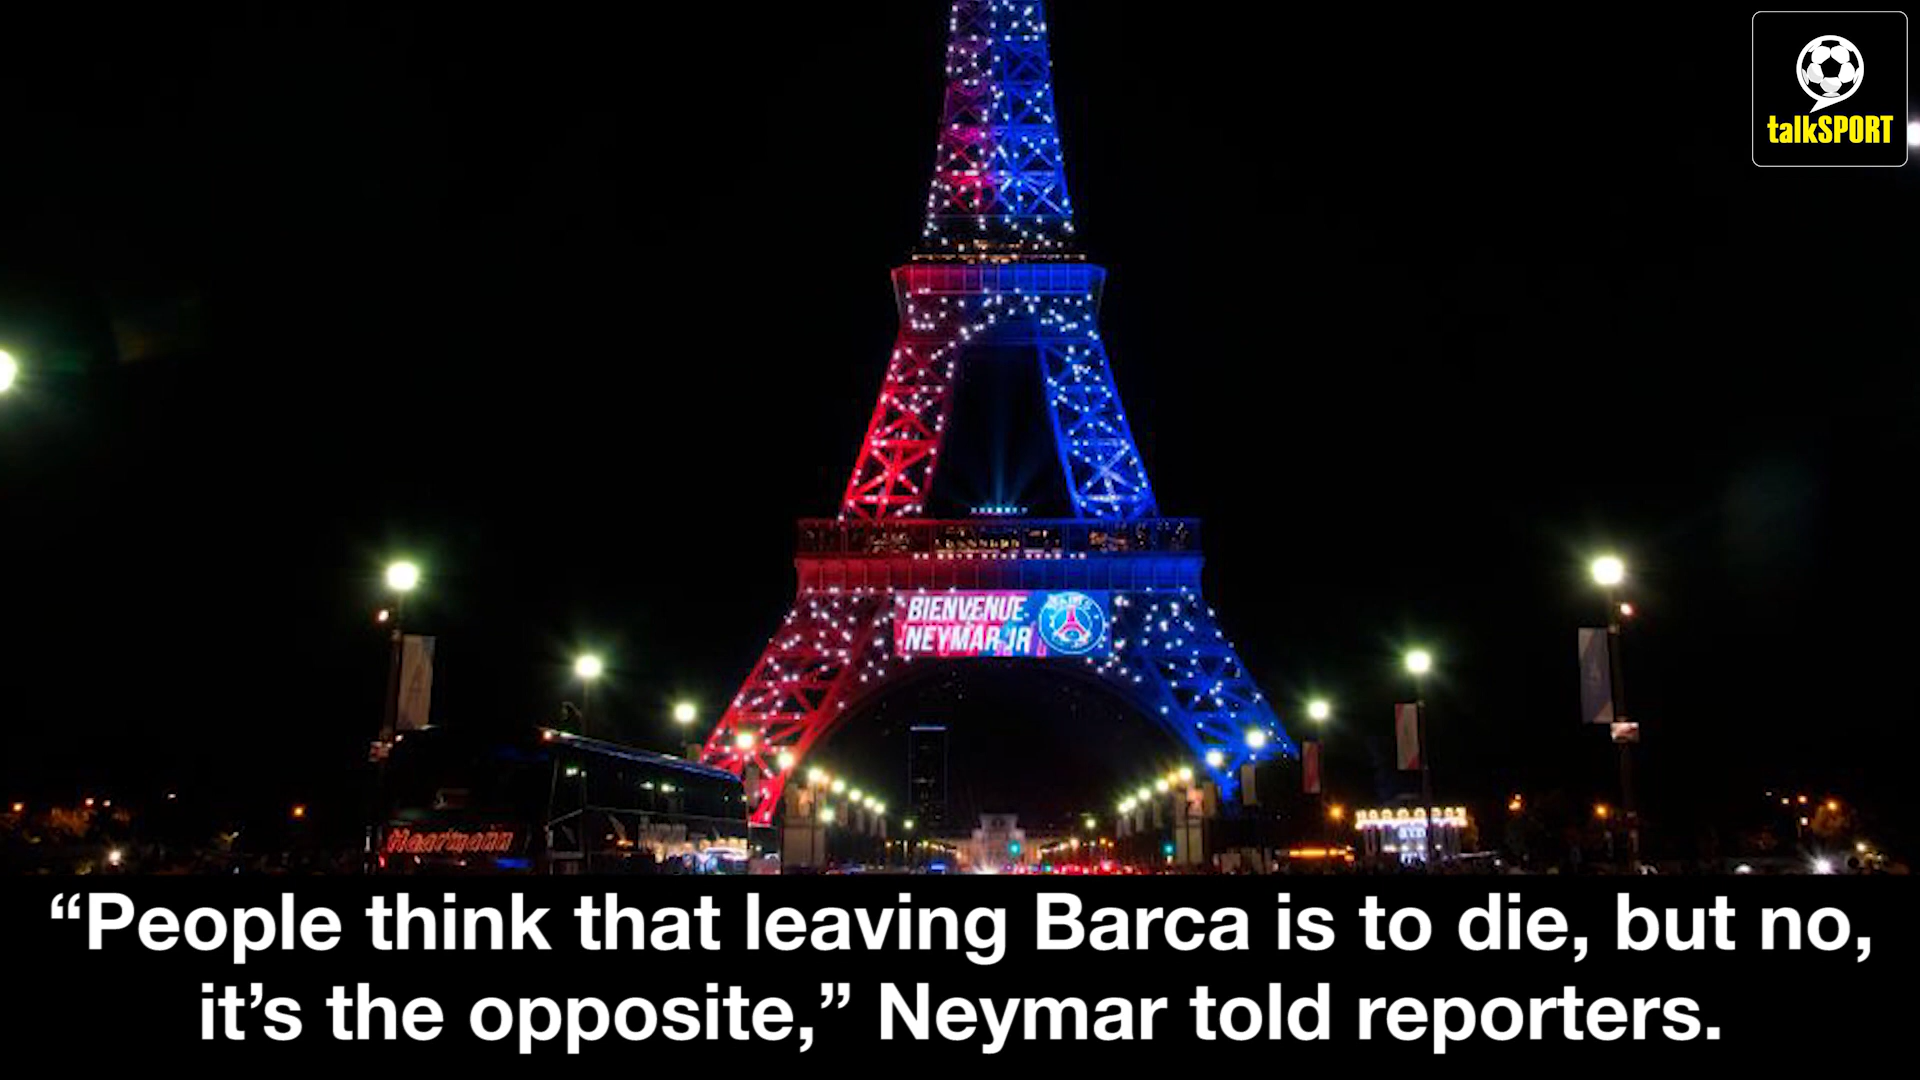 talkSPORT
BIENVENUE
NEYMAR JR
Haarmann
“People think that leaving Barca is to die, but no,
it’s the opposite,” Neymar told reporters.